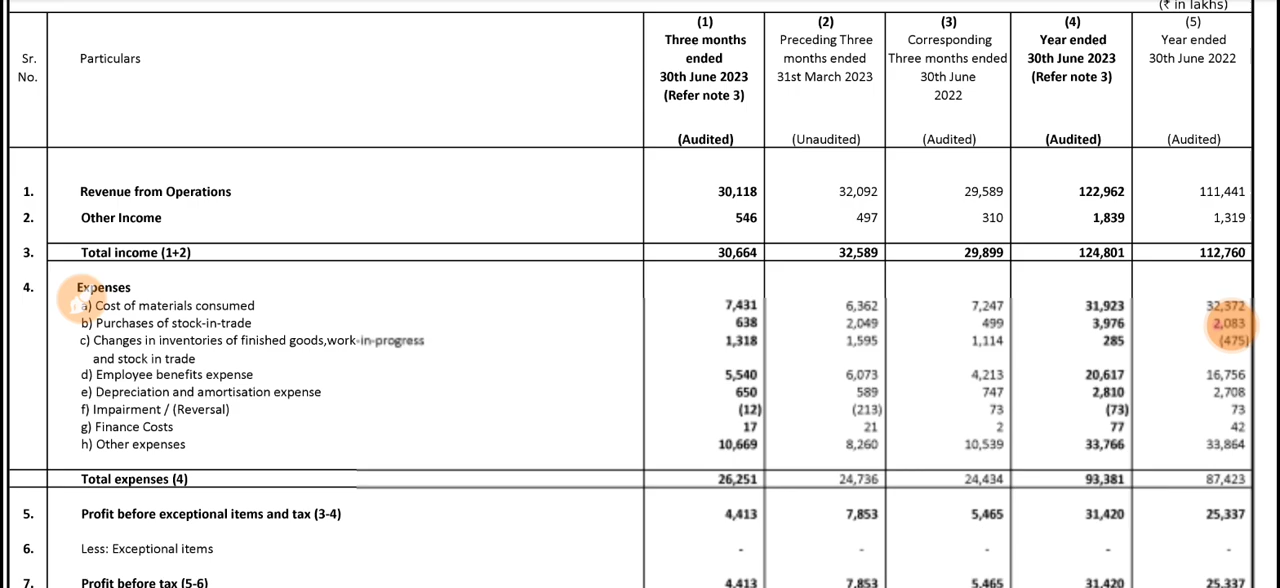 (₹ in lakhs)
Sr. No. Particulars (1) Three months ended 30th June 2023 (Refer note 3) (Audited) (2) Preceding Three months ended 31st March 2023 (Unaudited) (3) Corresponding Three months ended 30th June 2022 (Audited) (4) Year ended 30th June 2023 (Refer note 3) (Audited) (5) Year ended 30th June 2022 (Audited)
1. Revenue from Operations 30,118 32,092 29,589 122,962 111,441
2. Other Income 546 497 310 1,839 1,319
3. Total income (1+2) 30,664 32,589 29,899 124,801 112,760
4. Expenses
a) Cost of materials consumed 7,431 6,362 7,247 31,923 32,372
b) Purchases of stock-in-trade 638 2,049 499 3,976 2,083
c) Changes in inventories of finished goods,work-in-progress 1,318 1,595 1,114 285 (475)
and stock in trade
d) Employee benefits expense 5,540 6,073 4,213 20,617 16,756
e) Depreciation and amortisation expense 650 589 747 2,810 2,708
f) Impairment / (Reversal) (12) (213) 73 (73) 73
g) Finance Costs 17 21 2 77 42
h) Other expenses 10,669 8,260 10,539 33,766 33,864
Total expenses (4) 26,251 24,736 24,434 93,381 87,423
5. Profit before exceptional items and tax (3-4) 4,413 7,853 5,465 31,420 25,337
6. Less: Exceptional items - - - - -
7. Profit before tax (5-6) 4,413 7,853 5,465 31,420 25,337